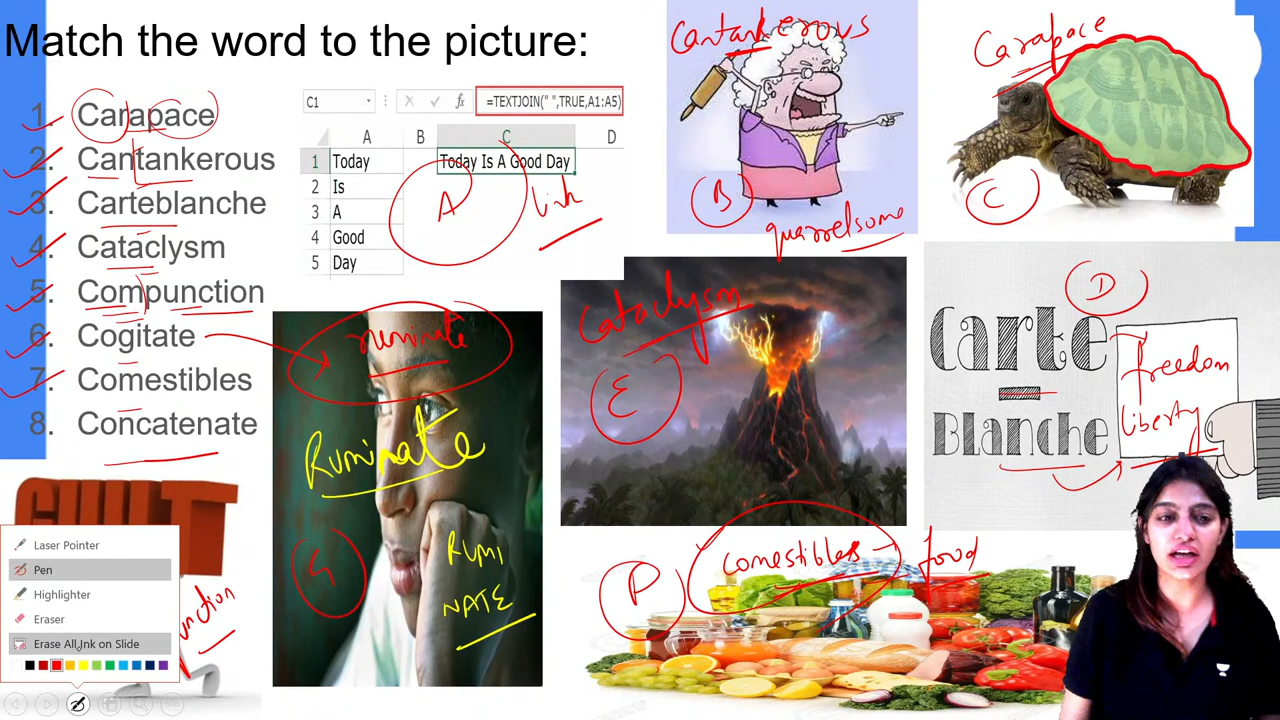 Match the word to the picture:
1. Carapace
2. Cantankerous
3. Carteblanche
4. Cataclysm
5. Compunction
6. Cogitate
7. Comestibles
8. Concatenate
C1
fx
=TEXTJOIN(" ",TRUE,A1:A5)
A B C D
1 Today Today Is A Good Day
2 Is
3 A
4 Good
5 Day
A
link
Cantankerous
B
quarrelsome
Carapace
C
ruminate
Ruminate
G
RUMI
NATE
Cataclysm
E
D
Carte
Blanche
freedom
liberty
comestibles - food
GUILT
Laser Pointer
Pen
Highlighter
Eraser
Erase All Ink on Slide